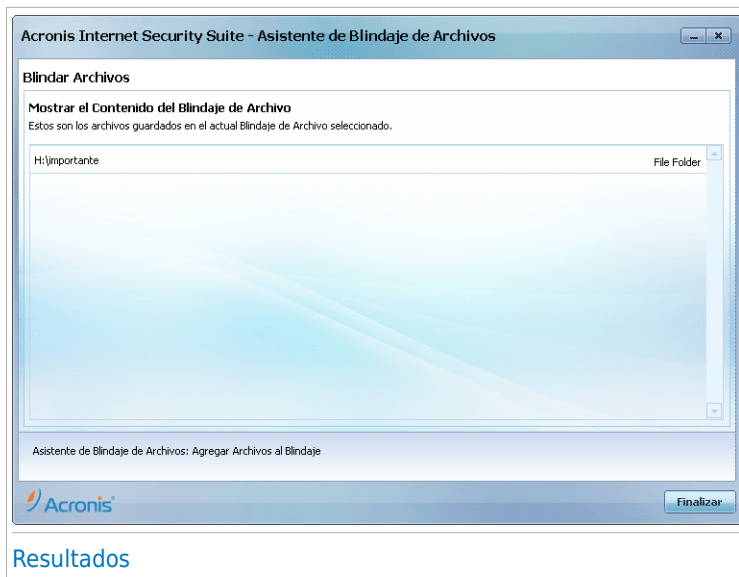 Acronis Internet Security Suite - Asistente de Blindaje de Archivos
Blindar Archivos
Mostrar el Contenido del Blindaje de Archivo
Estos son los archivos guardados en el actual Blindaje de Archivo seleccionado.
H:\importante File Folder
Asistente de Blindaje de Archivos: Agregar Archivos al Blindaje
Acronis
Finalizar
Resultados